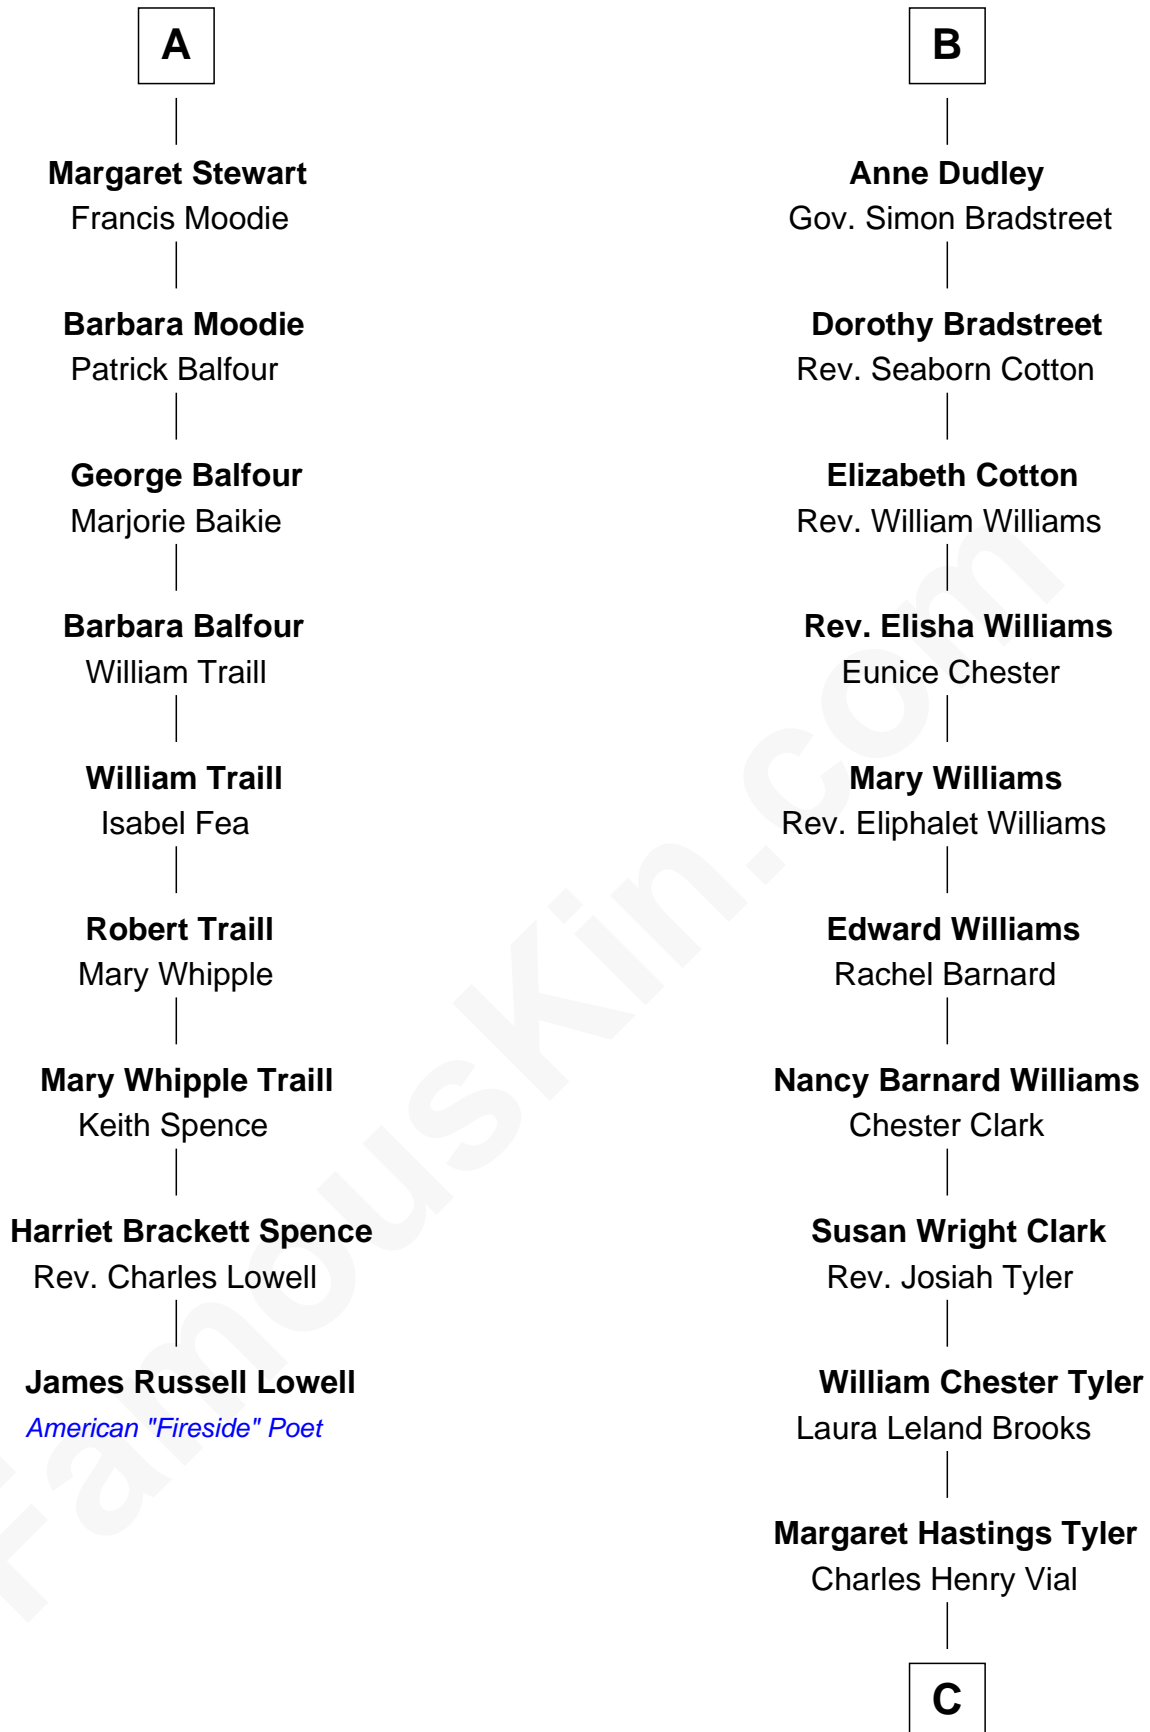 A
Margaret Stewart
Francis Moodie
Barbara Moodie
Patrick Balfour
George Balfour
Marjorie Baikie
Barbara Balfour
William Traill
William Traill
Isabel Fea
Robert Traill
Mary Whipple
Mary Whipple Traill
Keith Spence
Harriet Brackett Spence
Rev. Charles Lowell
James Russell Lowell
American "Fireside" Poet
B
Anne Dudley
Gov. Simon Bradstreet
Dorothy Bradstreet
Rev. Seaborn Cotton
Elizabeth Cotton
Rev. William Williams
Rev. Elisha Williams
Eunice Chester
Mary Williams
Rev. Eliphalet Williams
Edward Williams
Rachel Barnard
Nancy Barnard Williams
Chester Clark
Susan Wright Clark
Rev. Josiah Tyler
William Chester Tyler
Laura Leland Brooks
Margaret Hastings Tyler
Charles Henry Vial
C
FamousKin.com